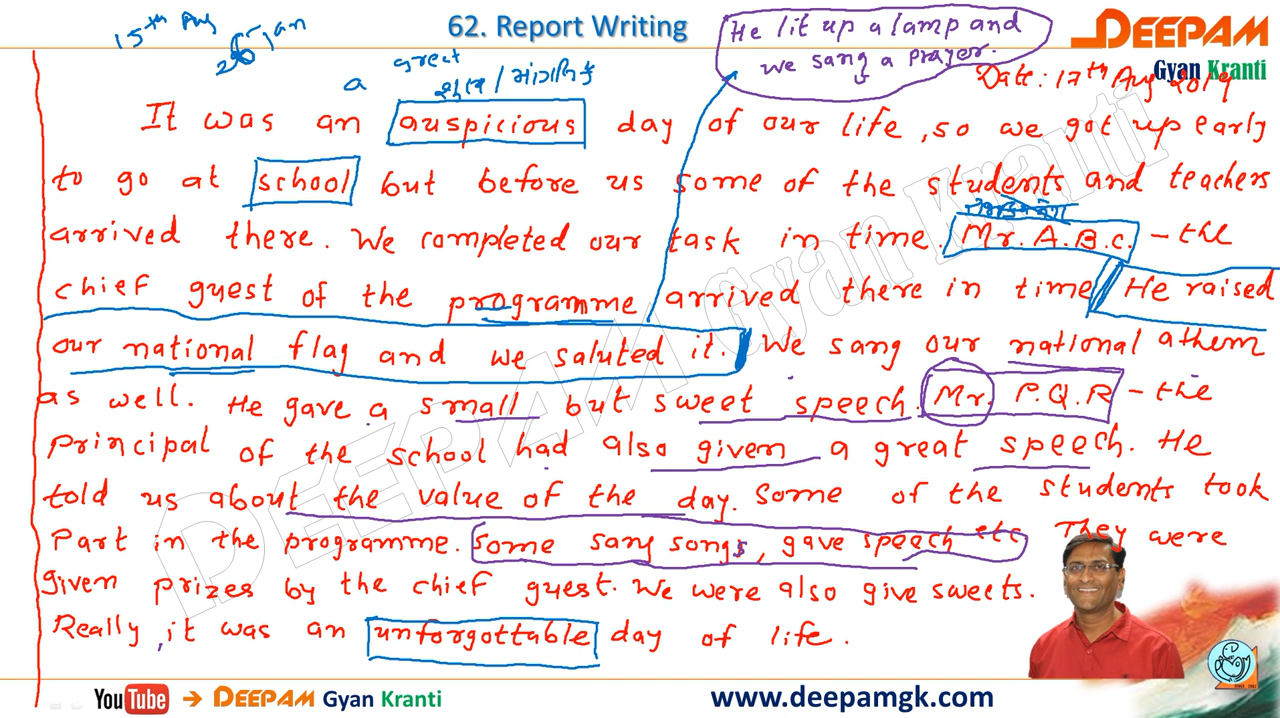 62. Report Writing
DEEPAM
Gyan Kranti
15th Aug
26 jan
He lit up a lamp and
we sang a prayer.
a great
Date: 17th Aug 2019
It was an auspicious day of our life, so we got up early
to go at school but before us some of the students and teachers
arrived there. We completed our task in time. Mr. A.B.C. - the
chief guest of the programme arrived there in time He raised
our national flag and we saluted it. We sang our national athem
as well. He gave a small but sweet speech. Mr. P.Q.R - the
principal of the school had also given a great speech. He
told us about the value of the day. Some of the students took
Part in the programme. Some sang songs, gave speech etc They were
given prizes by the chief guest. We were also give sweets.
Really, it was an unforgottable day of life.
DEEPAM Gyan Kranti
YouTube → DEEPAM Gyan Kranti
www.deepamgk.com